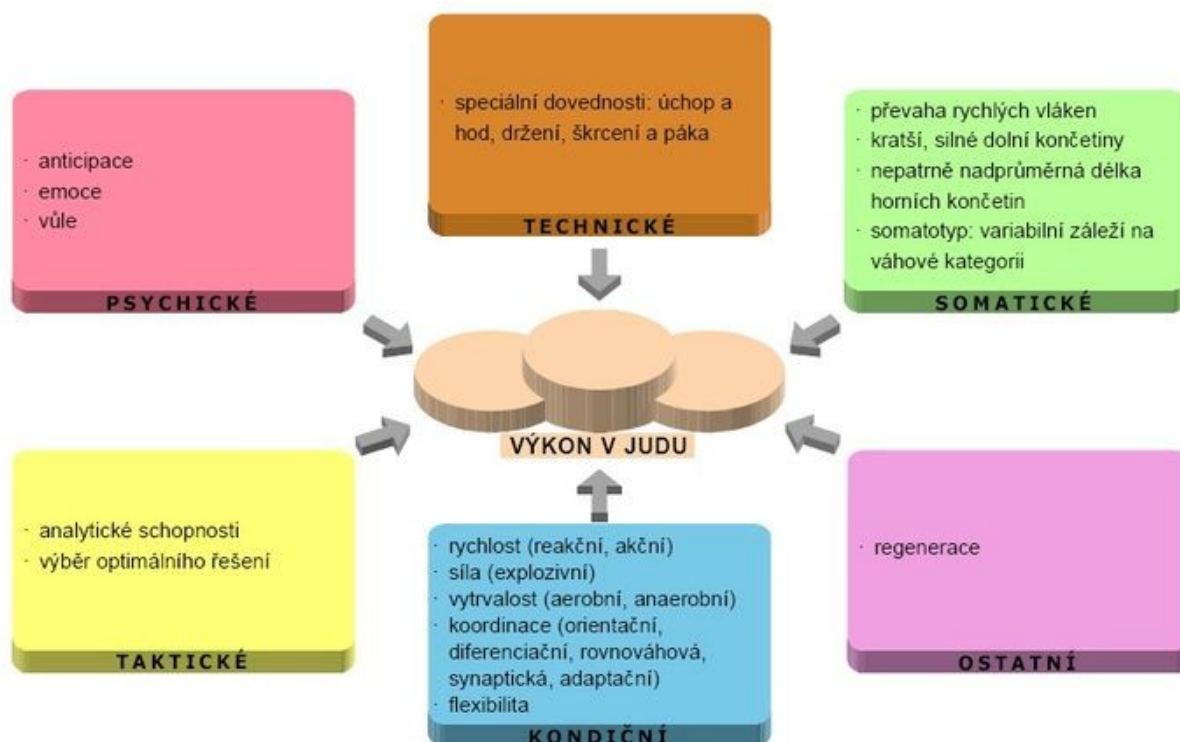 · speciální dovednosti: úchop a
hod, držení, škrcení a páka
TECHNICKÉ
· anticipace
· emoce
· vůle
PSYCHICKÉ
· převaha rychlých vláken
· kratší, silné dolní končetiny
· nepatrně nadprůměrná délka
horních končetin
· somatotyp: variabilní záleží na
váhové kategorii
SOMATICKÉ
VÝKON V JUDU
· analytické schopnosti
· výběr optimálního řešení
TAKTICKÉ
· rychlost (reakční, akční)
· síla (explozivní)
· vytrvalost (aerobní, anaerobní)
· koordinace (orientační,
diferenciační, rovnováhová,
synaptická, adaptační)
· flexibilita
KONDIČNÍ
· regenerace
OSTATNÍ